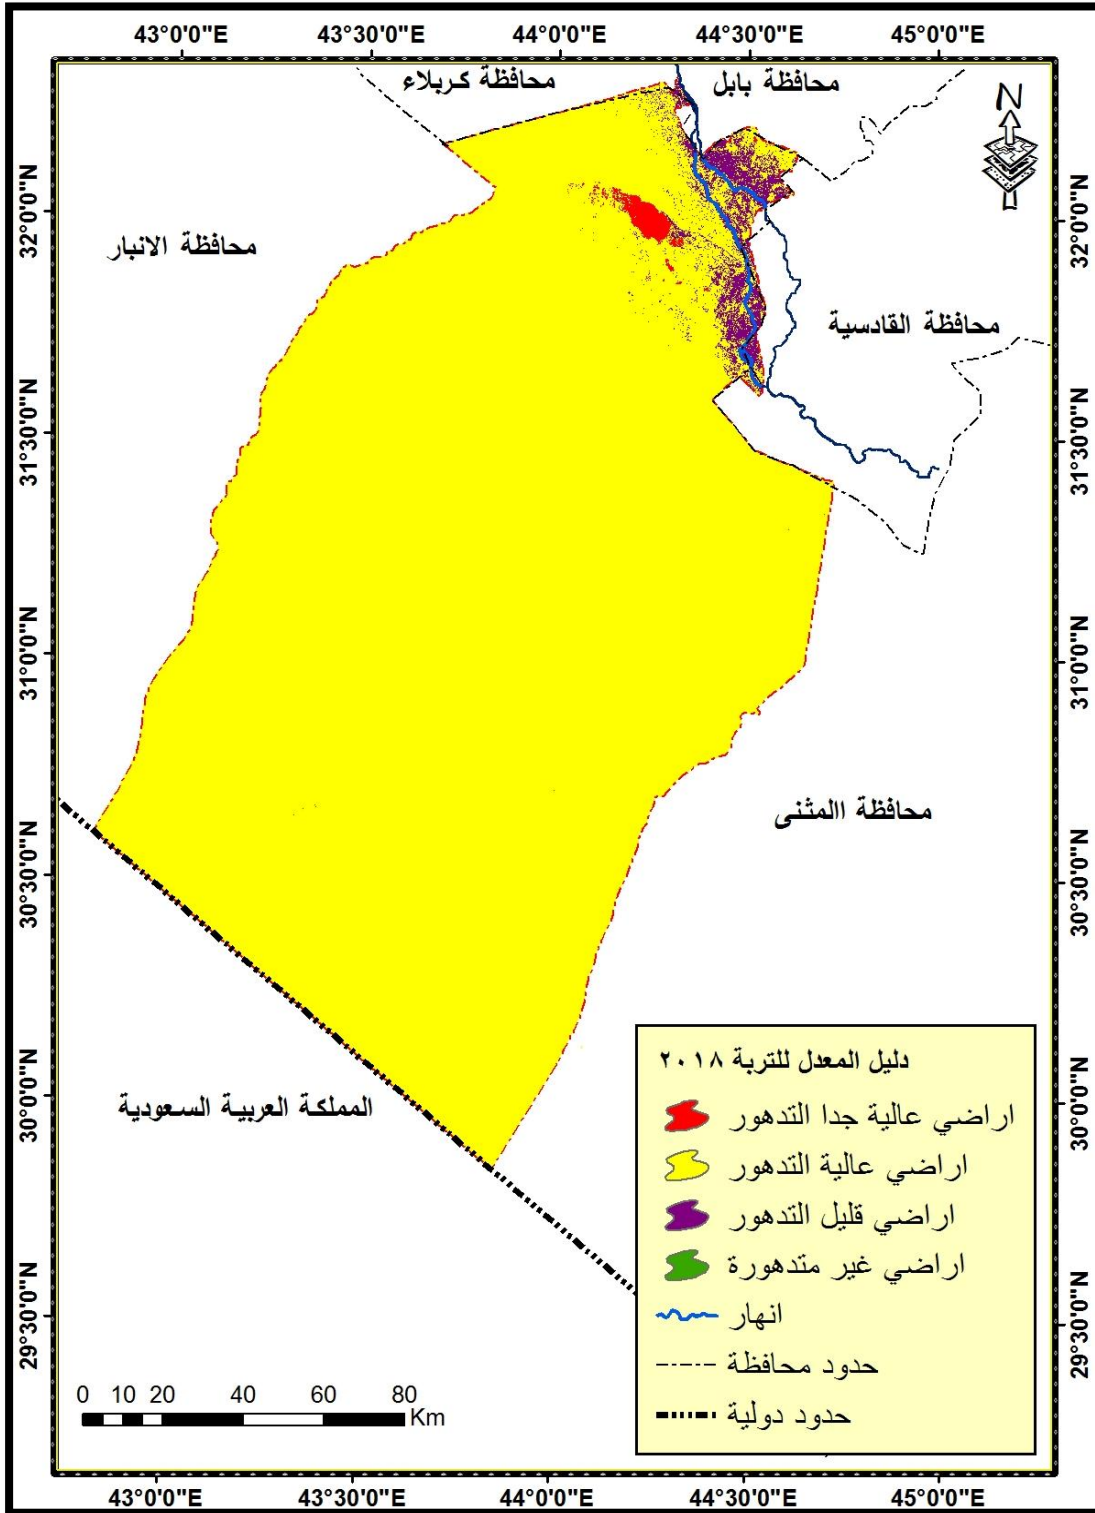 43°0'0"E 43°30'0"E 44°0'0"E 44°30'0"E 45°0'0"E
محافظة كربلاء
محافظة بابل
N
32°0'0"N
32°0'0"N
محافظة الانبار
محافظة القادسية
31°30'0"N
31°30'0"N
31°0'0"N
31°0'0"N
محافظة االمثنى
30°30'0"N
30°30'0"N
المملكة العربية السعودية
30°0'0"N
30°0'0"N
دليل المعدل للتربة ٢٠١٨
اراضي عالية جدا التدهور
اراضي عالية التدهور
اراضي قليل التدهور
اراضي غير متدهورة
انهار
حدود محافظة
حدود دولية
29°30'0"N
29°30'0"N
0 10 20 40 60 80
Km
43°0'0"E 43°30'0"E 44°0'0"E 44°30'0"E 45°0'0"E